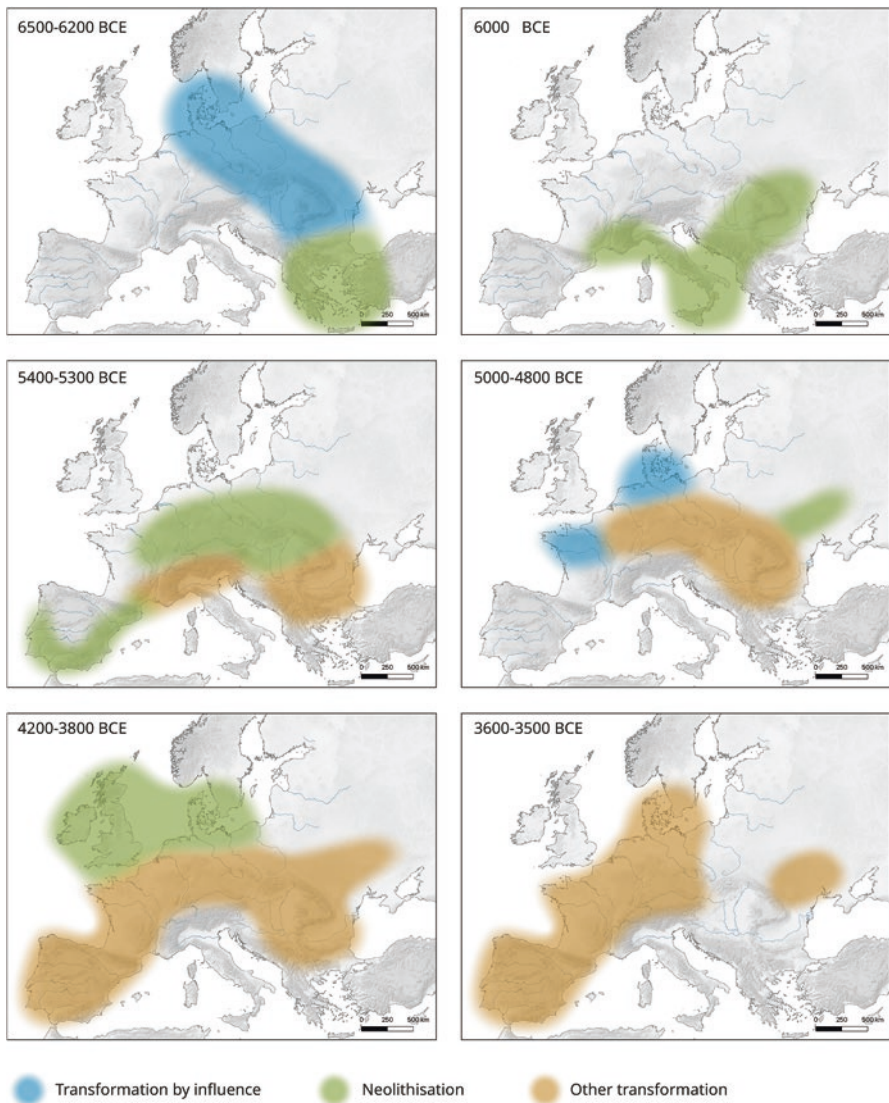 6500-6200 BCE
0 250 500 km
6000 BCE
0 250 500 km
5400-5300 BCE
0 250 500 km
5000-4800 BCE
0 250 500 km
4200-3800 BCE
0 250 500 km
3600-3500 BCE
0 250 500 km
Transformation by influence
Neolithisation
Other transformation